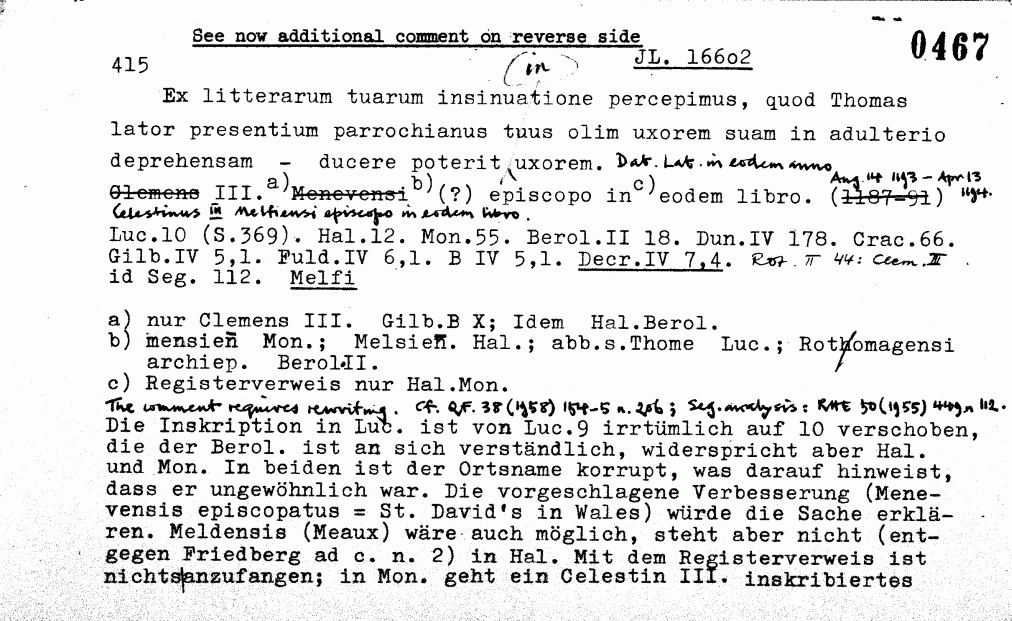 See now additional comment on reverse side
0467
415 (in) JL. 16602
Ex litterarum tuarum insinuatione percepimus, quod Thomas
lator presentium parrochianus tuus olim uxorem suam in adulterio
deprehensam - ducere poterit uxorem. Dat. Lat. in eodem anno
Aug. 14 1193 - Apr 13
Clemens III. a) Menevensi b) (?) episcopo in c) eodem libro. (1187-91) 1194.
Celestinus III Melfiensi episcopo in eodem libro.
Luc.10 (S.369). Hal.12. Mon.55. Berol.II 18. Dun.IV 178. Crac.66.
Gilb.IV 5,1. Fuld.IV 6,1. B IV 5,1. Decr.IV 7,4. Rot. II 44: Clem. II .
id Seg. 112. Melfi
a) nur Clemens III. Gilb.B X; Idem Hal.Berol.
b) mensieñ Mon.; Melsieñ. Hal.; abb.s.Thome Luc.; Rothomagensi
archiep. Berol.II.
c) Registerverweis nur Hal.Mon.
The comment requires rewriting. Cf. QF. 38 (1958) 154-5 n. 206; Seg. analysis: RHE 50 (1955) 449 n 112.
Die Inskription in Luc. ist von Luc.9 irrtümlich auf 10 verschoben,
die der Berol. ist an sich verständlich, widerspricht aber Hal.
und Mon. In beiden ist der Ortsname korrupt, was darauf hinweist,
dass er ungewöhnlich war. Die vorgeschlagene Verbesserung (Mene-
vensis episcopatus = St. David's in Wales) würde die Sache erklä-
ren. Meldensis (Meaux) wäre auch möglich, steht aber nicht (ent-
gegen Friedberg ad c. n. 2) in Hal. Mit dem Registerverweis ist
nichts|anzufangen; in Mon. geht ein Celestin III. inskribiertes